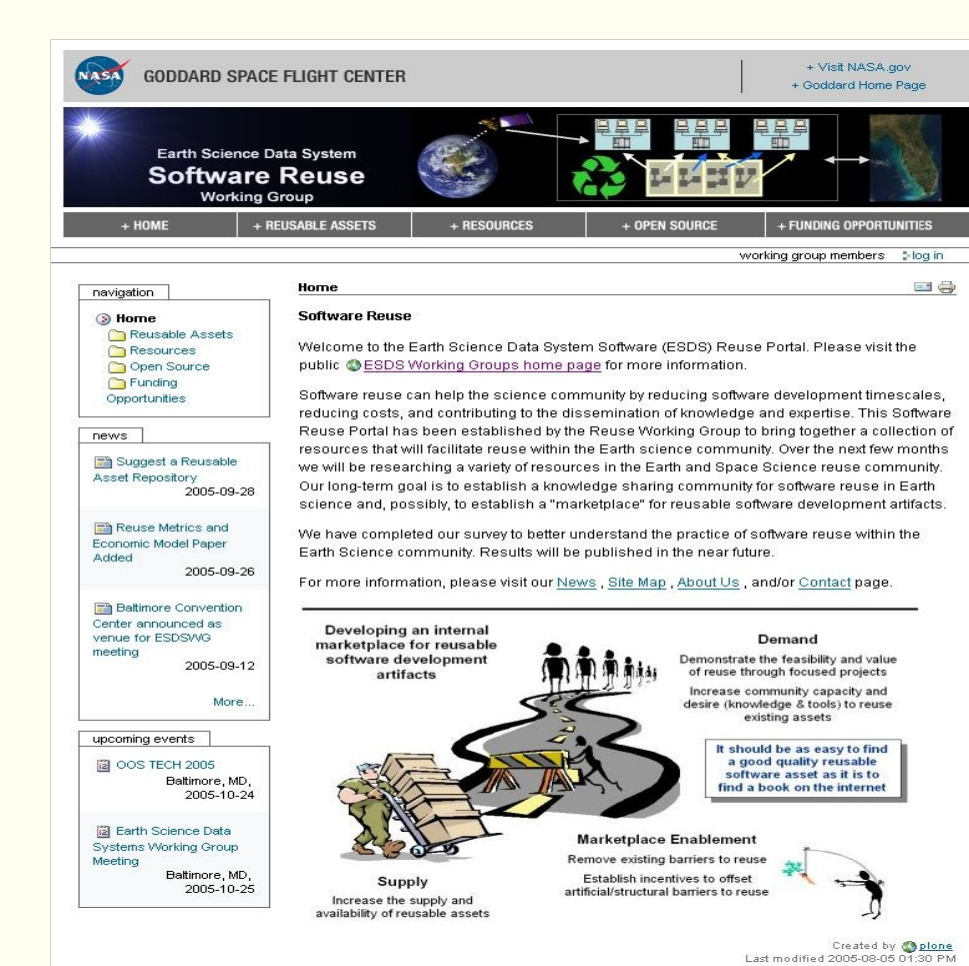 NASA
GODDARD SPACE FLIGHT CENTER
+ Visit NASA.gov
+ Goddard Home Page
Earth Science Data System
Software Reuse
Working Group
+ HOME
+ REUSABLE ASSETS
+ RESOURCES
+ OPEN SOURCE
+ FUNDING OPPORTUNITIES
working group members
log in
navigation
Home
Reusable Assets
Resources
Open Source
Funding
Opportunities
news
Suggest a Reusable
Asset Repository
2005-09-28
Reuse Metrics and
Economic Model Paper
Added
2005-09-26
Baltimore Convention
Center announced as
venue for ESDSWG
meeting
2005-09-12
More...
upcoming events
OOS TECH 2005
Baltimore, MD,
2005-10-24
Earth Science Data
Systems Working Group
Meeting
Baltimore, MD,
2005-10-25
Home
Software Reuse
Welcome to the Earth Science Data System Software (ESDS) Reuse Portal. Please visit the
public ESDS Working Groups home page for more information.
Software reuse can help the science community by reducing software development timescales,
reducing costs, and contributing to the dissemination of knowledge and expertise. This Software
Reuse Portal has been established by the Reuse Working Group to bring together a collection of
resources that will facilitate reuse within the Earth science community. Over the next few months
we will be researching a variety of resources in the Earth and Space Science reuse community.
Our long-term goal is to establish a knowledge sharing community for software reuse in Earth
science and, possibly, to establish a "marketplace" for reusable software development artifacts.
We have completed our survey to better understand the practice of software reuse within the
Earth Science community. Results will be published in the near future.
For more information, please visit our News , Site Map , About Us , and/or Contact page.
Developing an internal
marketplace for reusable
software development
artifacts
Demand
Demonstrate the feasibility and value
of reuse through focused projects
Increase community capacity and
desire (knowledge & tools) to reuse
existing assets
It should be as easy to find
a good quality reusable
software asset as it is to
find a book on the internet
Marketplace Enablement
Remove existing barriers to reuse
Establish incentives to offset
artificial/structural barriers to reuse
Supply
Increase the supply and
availability of reusable assets
Created by plone
Last modified 2005-08-05 01:30 PM